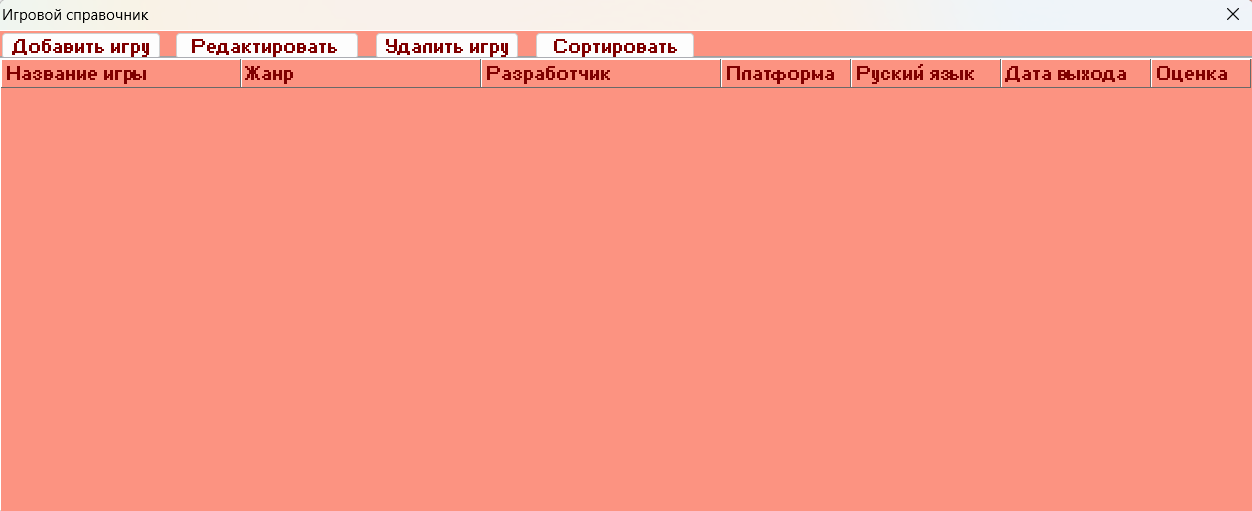 Игровой справочник
Добавить игру Редактировать Удалить игру Сортировать
Название игры Жанр Разработчик Платформа Руский язык Дата выхода Оценка